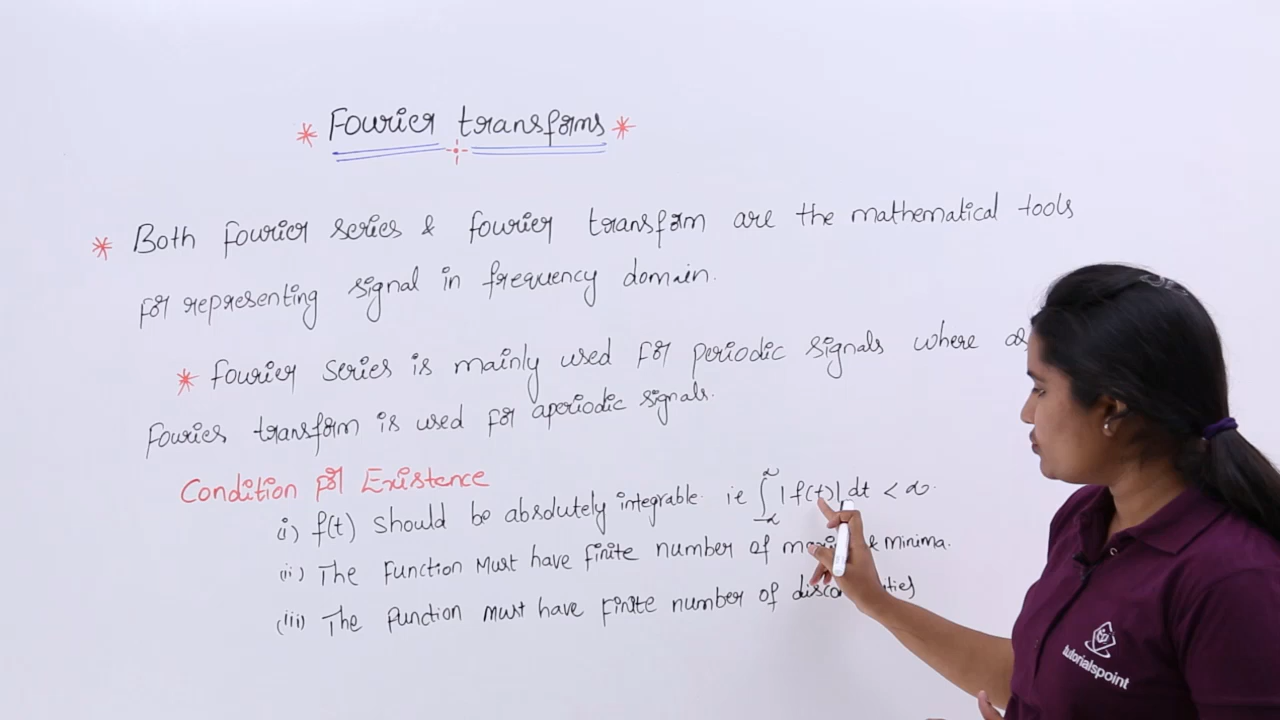 * Fourier transforms *
* Both Fourier series & fourier transform are the mathematical tools
for representing signal in frequency domain.
* Fourier series is mainly used for periodic signals where as
Fourier transform is used for aperiodic signals.
Condition for Existence
(i) f(t) should be absolutely integrable. ie ∫_{-∞}^{∞} |f(t)| dt < ∞.
(ii) The Function Must have finite number of maxima & minima.
(iii) The function must have finite number of
tutorialspoint